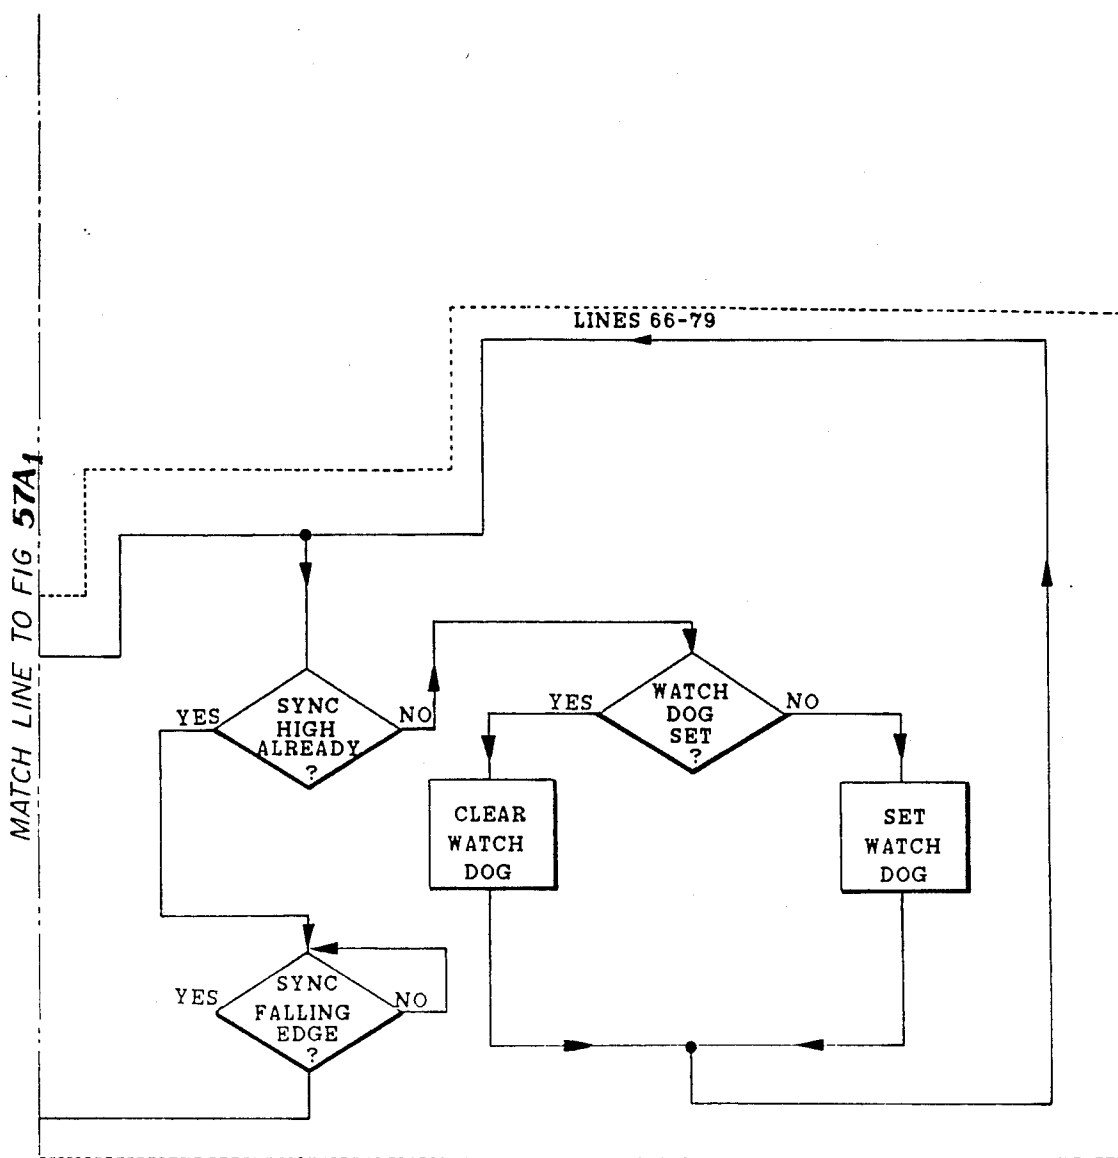 LINES 66-79
MATCH LINE TO FIG 57A1
YES
SYNC
HIGH
ALREADY
?
NO
YES
WATCH
DOG
SET
?
NO
CLEAR
WATCH
DOG
SET
WATCH
DOG
YES
SYNC
FALLING
EDGE
?
NO